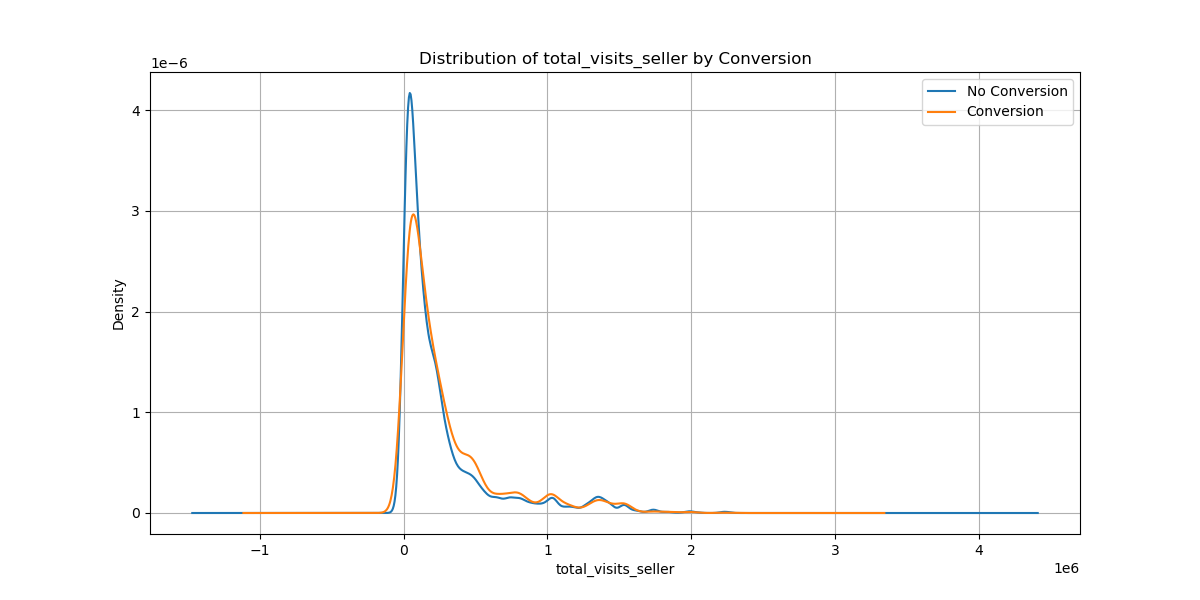 Distribution of total_visits_seller by Conversion
1e−6
No Conversion
Conversion
4
3
2
1
0
Density
−1
0
1
2
3
4
total_visits_seller
1e6